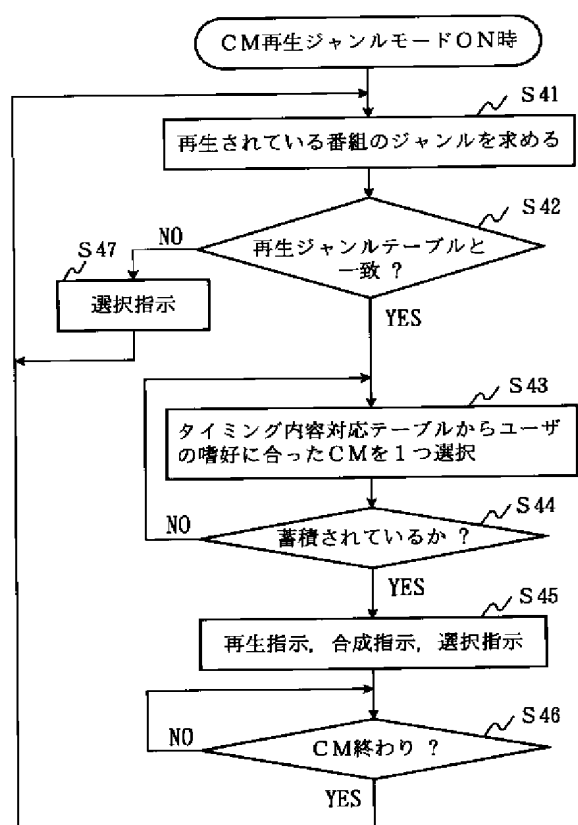 CM再生ジャンルモードON時
S41
再生されている番組のジャンルを求める
S42
再生ジャンルテーブルと
一致?
NO
S47
選択指示
YES
S43
タイミング内容対応テーブルからユーザ
の嗜好に合ったCMを1つ選択
S44
蓄積されているか?
NO
YES
S45
再生指示,合成指示,選択指示
S46
CM終わり?
NO
YES